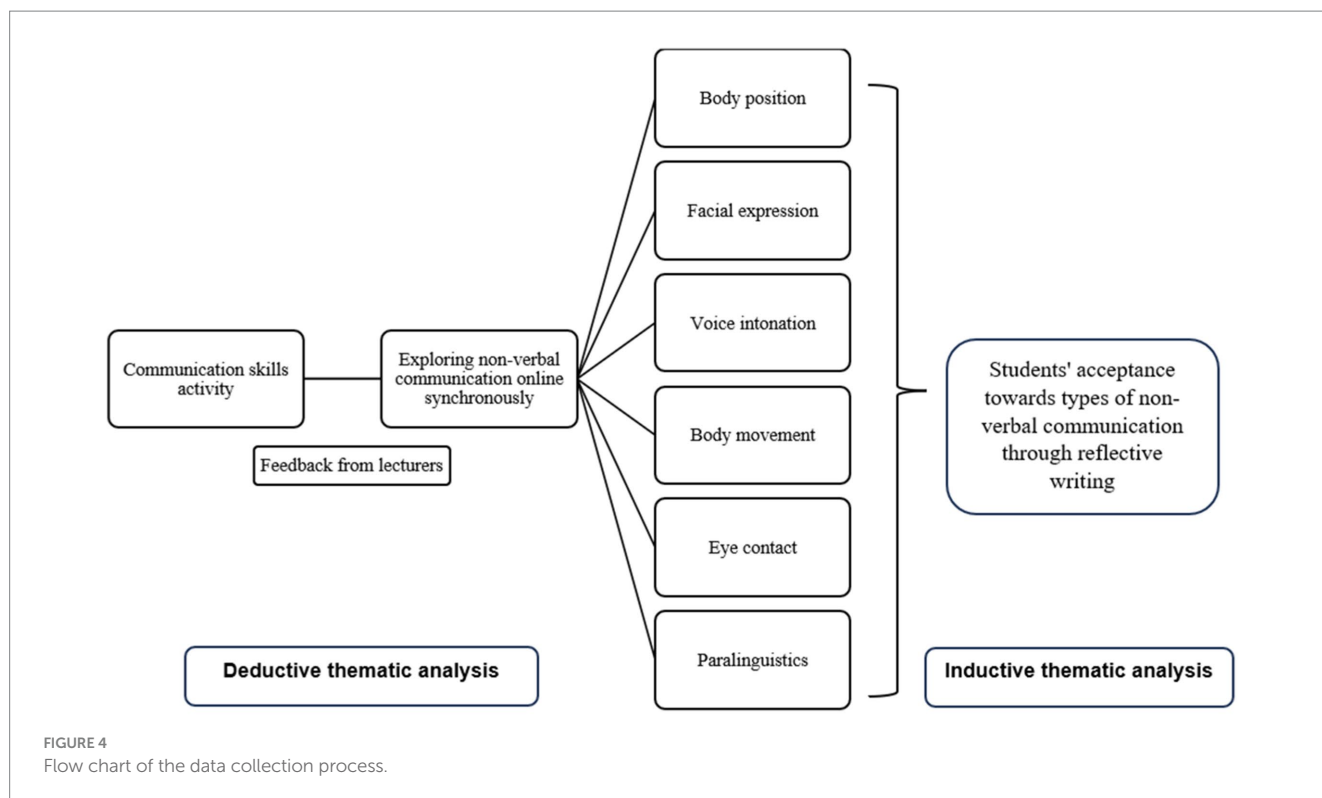 Body position
Facial expression
Voice intonation
Body movement
Eye contact
Paralinguistics
Communication skills
activity
Exploring non-verbal
communication online
synchronously
Feedback from lecturers
Students' acceptance
towards types of non-
verbal communication
through reflective
writing
Deductive thematic analysis
Inductive thematic analysis
FIGURE 4
Flow chart of the data collection process.